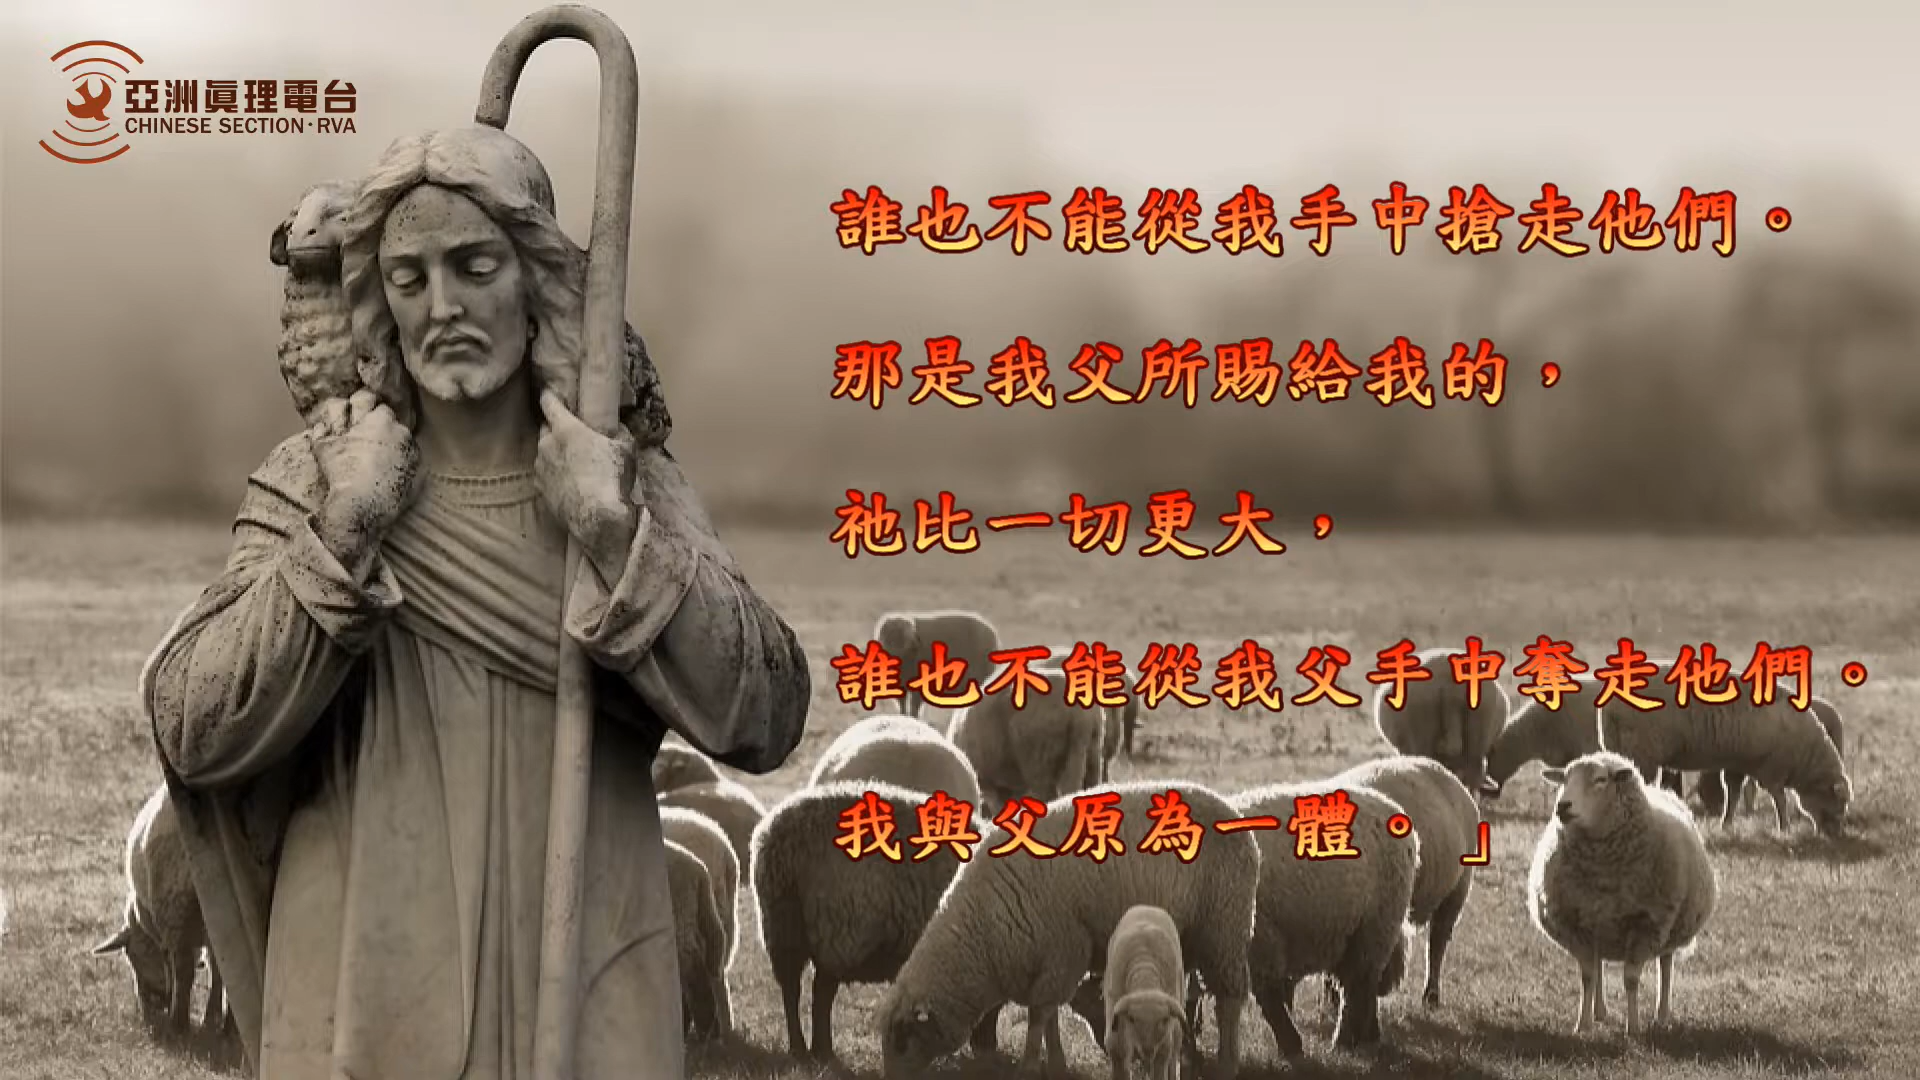 亞洲眞理電台
CHINESE SECTION·RVA
誰也不能從我手中搶走他們。
那是我父所賜給我的，
祂比一切更大，
誰也不能從我父手中奪走他們。
我與父原為一體。」